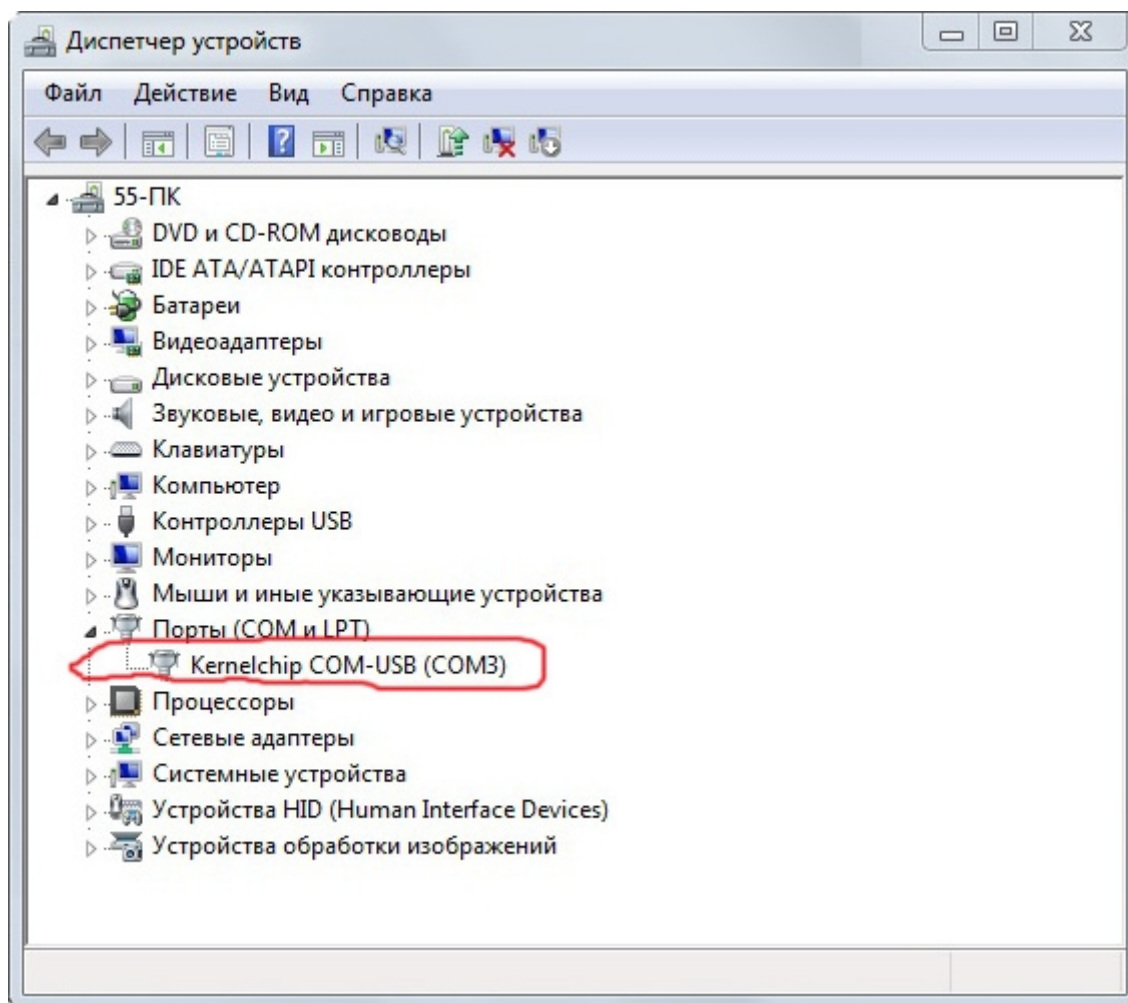 Диспетчер устройств
Файл Действие Вид Справка
55-ПК
DVD и CD-ROM дисководы
IDE ATA/ATAPI контроллеры
Батареи
Видеоадаптеры
Дисковые устройства
Звуковые, видео и игровые устройства
Клавиатуры
Компьютер
Контроллеры USB
Мониторы
Мыши и иные указывающие устройства
Порты (COM и LPT)
Kernelchip COM-USB (COM3)
Процессоры
Сетевые адаптеры
Системные устройства
Устройства HID (Human Interface Devices)
Устройства обработки изображений